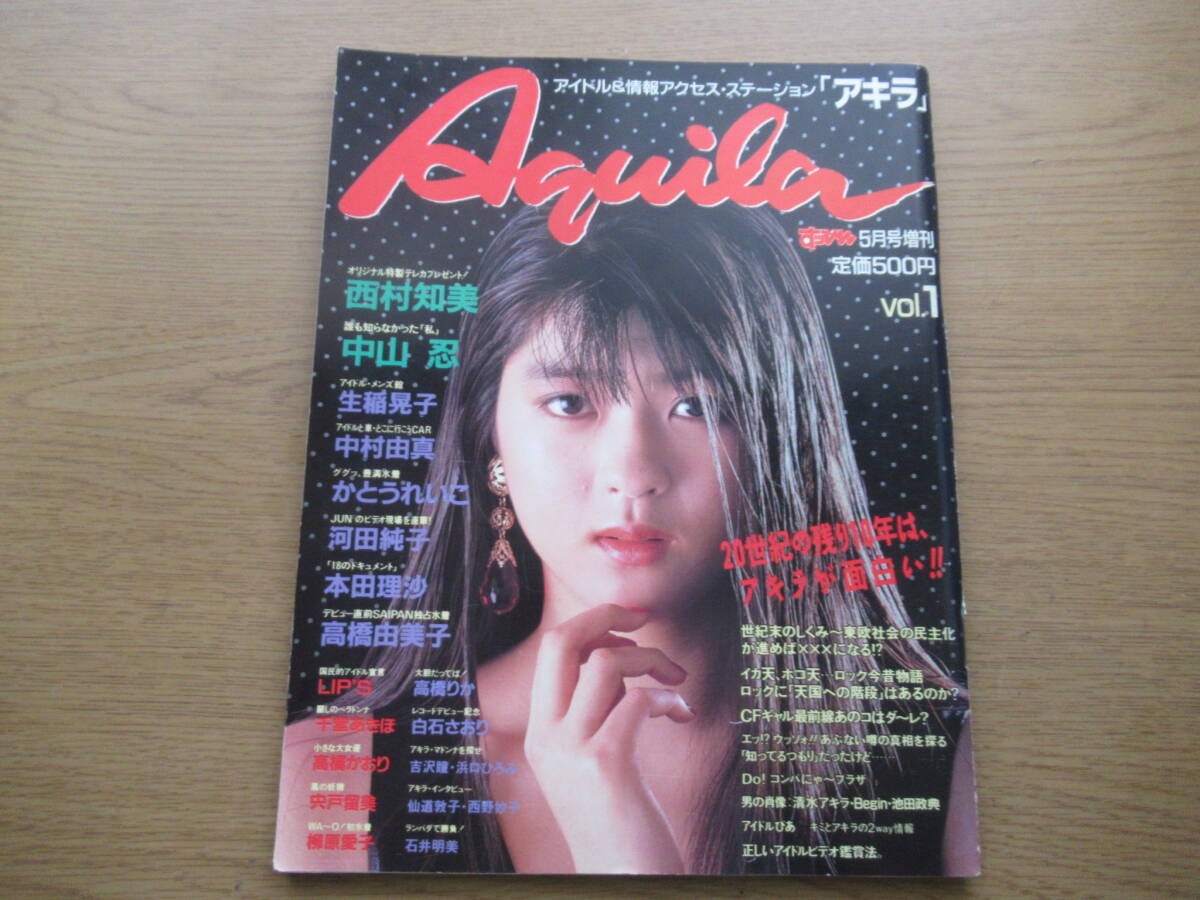 アイドル&情報アクセス・ステーション「アキラ」
Aquila
5月号増刊
定価500円
vol.1
オリジナル特製テレカプレゼント!
西村知美
誰も知らなかった「私」
中山 忍
アイドル・メンズ館
生稲晃子
アイドルと車・どこに行こうCAR
中村由真
ググッ、豊満水着
かとうれいこ
JUNのビデオ現場を直撃!
河田純子
「18のドキュメント」
本田理沙
デビュー直前SAIPAN独占水着
高橋由美子
国民的アイドル宣言
LIP'S
麗しのベラドンナ
千堂あきほ
小さな大女優
高橋かおり
風の妖精
宍戸留美
WA〜O!初水着
柳原愛子
大胆だってば!
高橋りか
レコードデビュー記念
白石さおり
アキラ・マドンナを探せ
吉沢瞳・浜口ひろみ
アキラ・インタビュー
仙道敦子・西野妙子
ランバダで勝負!
石井明美
20世紀の残り10年は、
アキラが面白い!!
世紀末のしくみ〜東欧社会の民主化
が進めば×××になる!?
イカ天、ホコ天…ロック今昔物語
ロックに「天国への階段」はあるのか?
CFギャル最前線あのコはダ〜レ?
エッ!?ウッソォ!!あぶない噂の真相を探る
「知ってるつもり」だったけど……
Do!コンパにゃ〜プラザ
男の肖像:清水アキラ・Begin・池田政典
アイドルぴあ キミとアキラの2way情報
正しいアイドルビデオ鑑賞法。